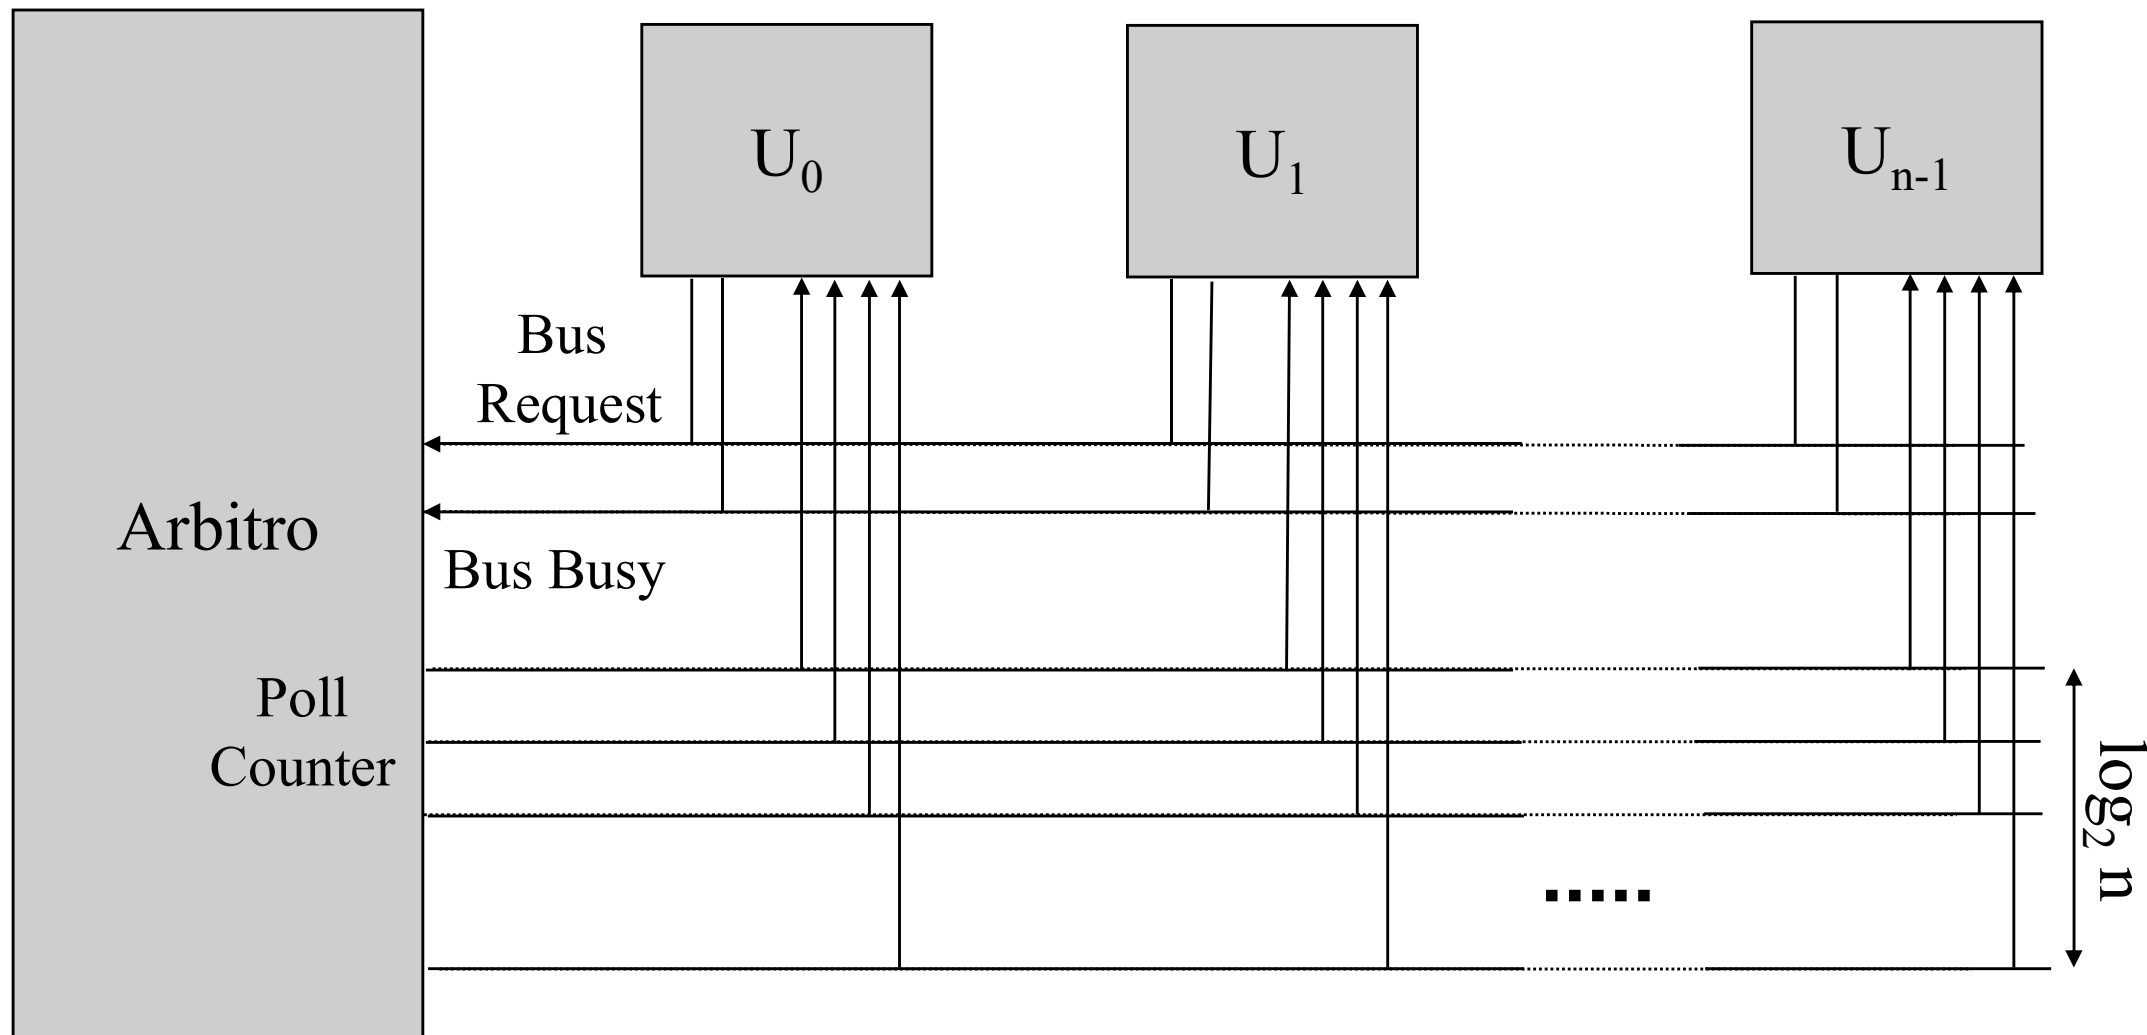 U0
U1
Un-1
Bus
Request
Arbitro
Bus Busy
Poll
Counter
log2 n
.....